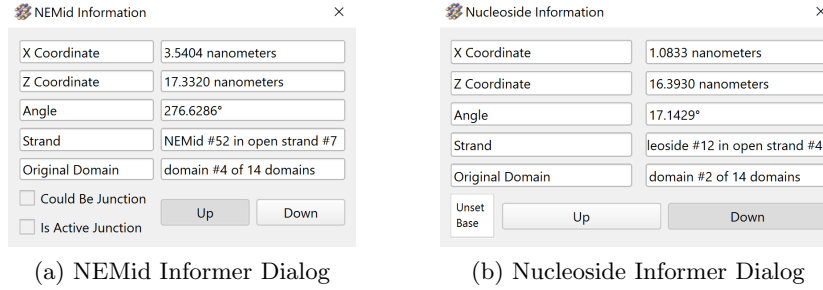 NEMid Information
X Coordinate 3.5404 nanometers
Z Coordinate 17.3320 nanometers
Angle 276.6286°
Strand NEMid #52 in open strand #7
Original Domain domain #4 of 14 domains
Could Be Junction
Is Active Junction
Up Down
(a) NEMid Informer Dialog
Nucleoside Information
X Coordinate 1.0833 nanometers
Z Coordinate 16.3930 nanometers
Angle 17.1429°
Strand leoside #12 in open strand #4
Original Domain domain #2 of 14 domains
Unset
Base
Up Down
(b) Nucleoside Informer Dialog